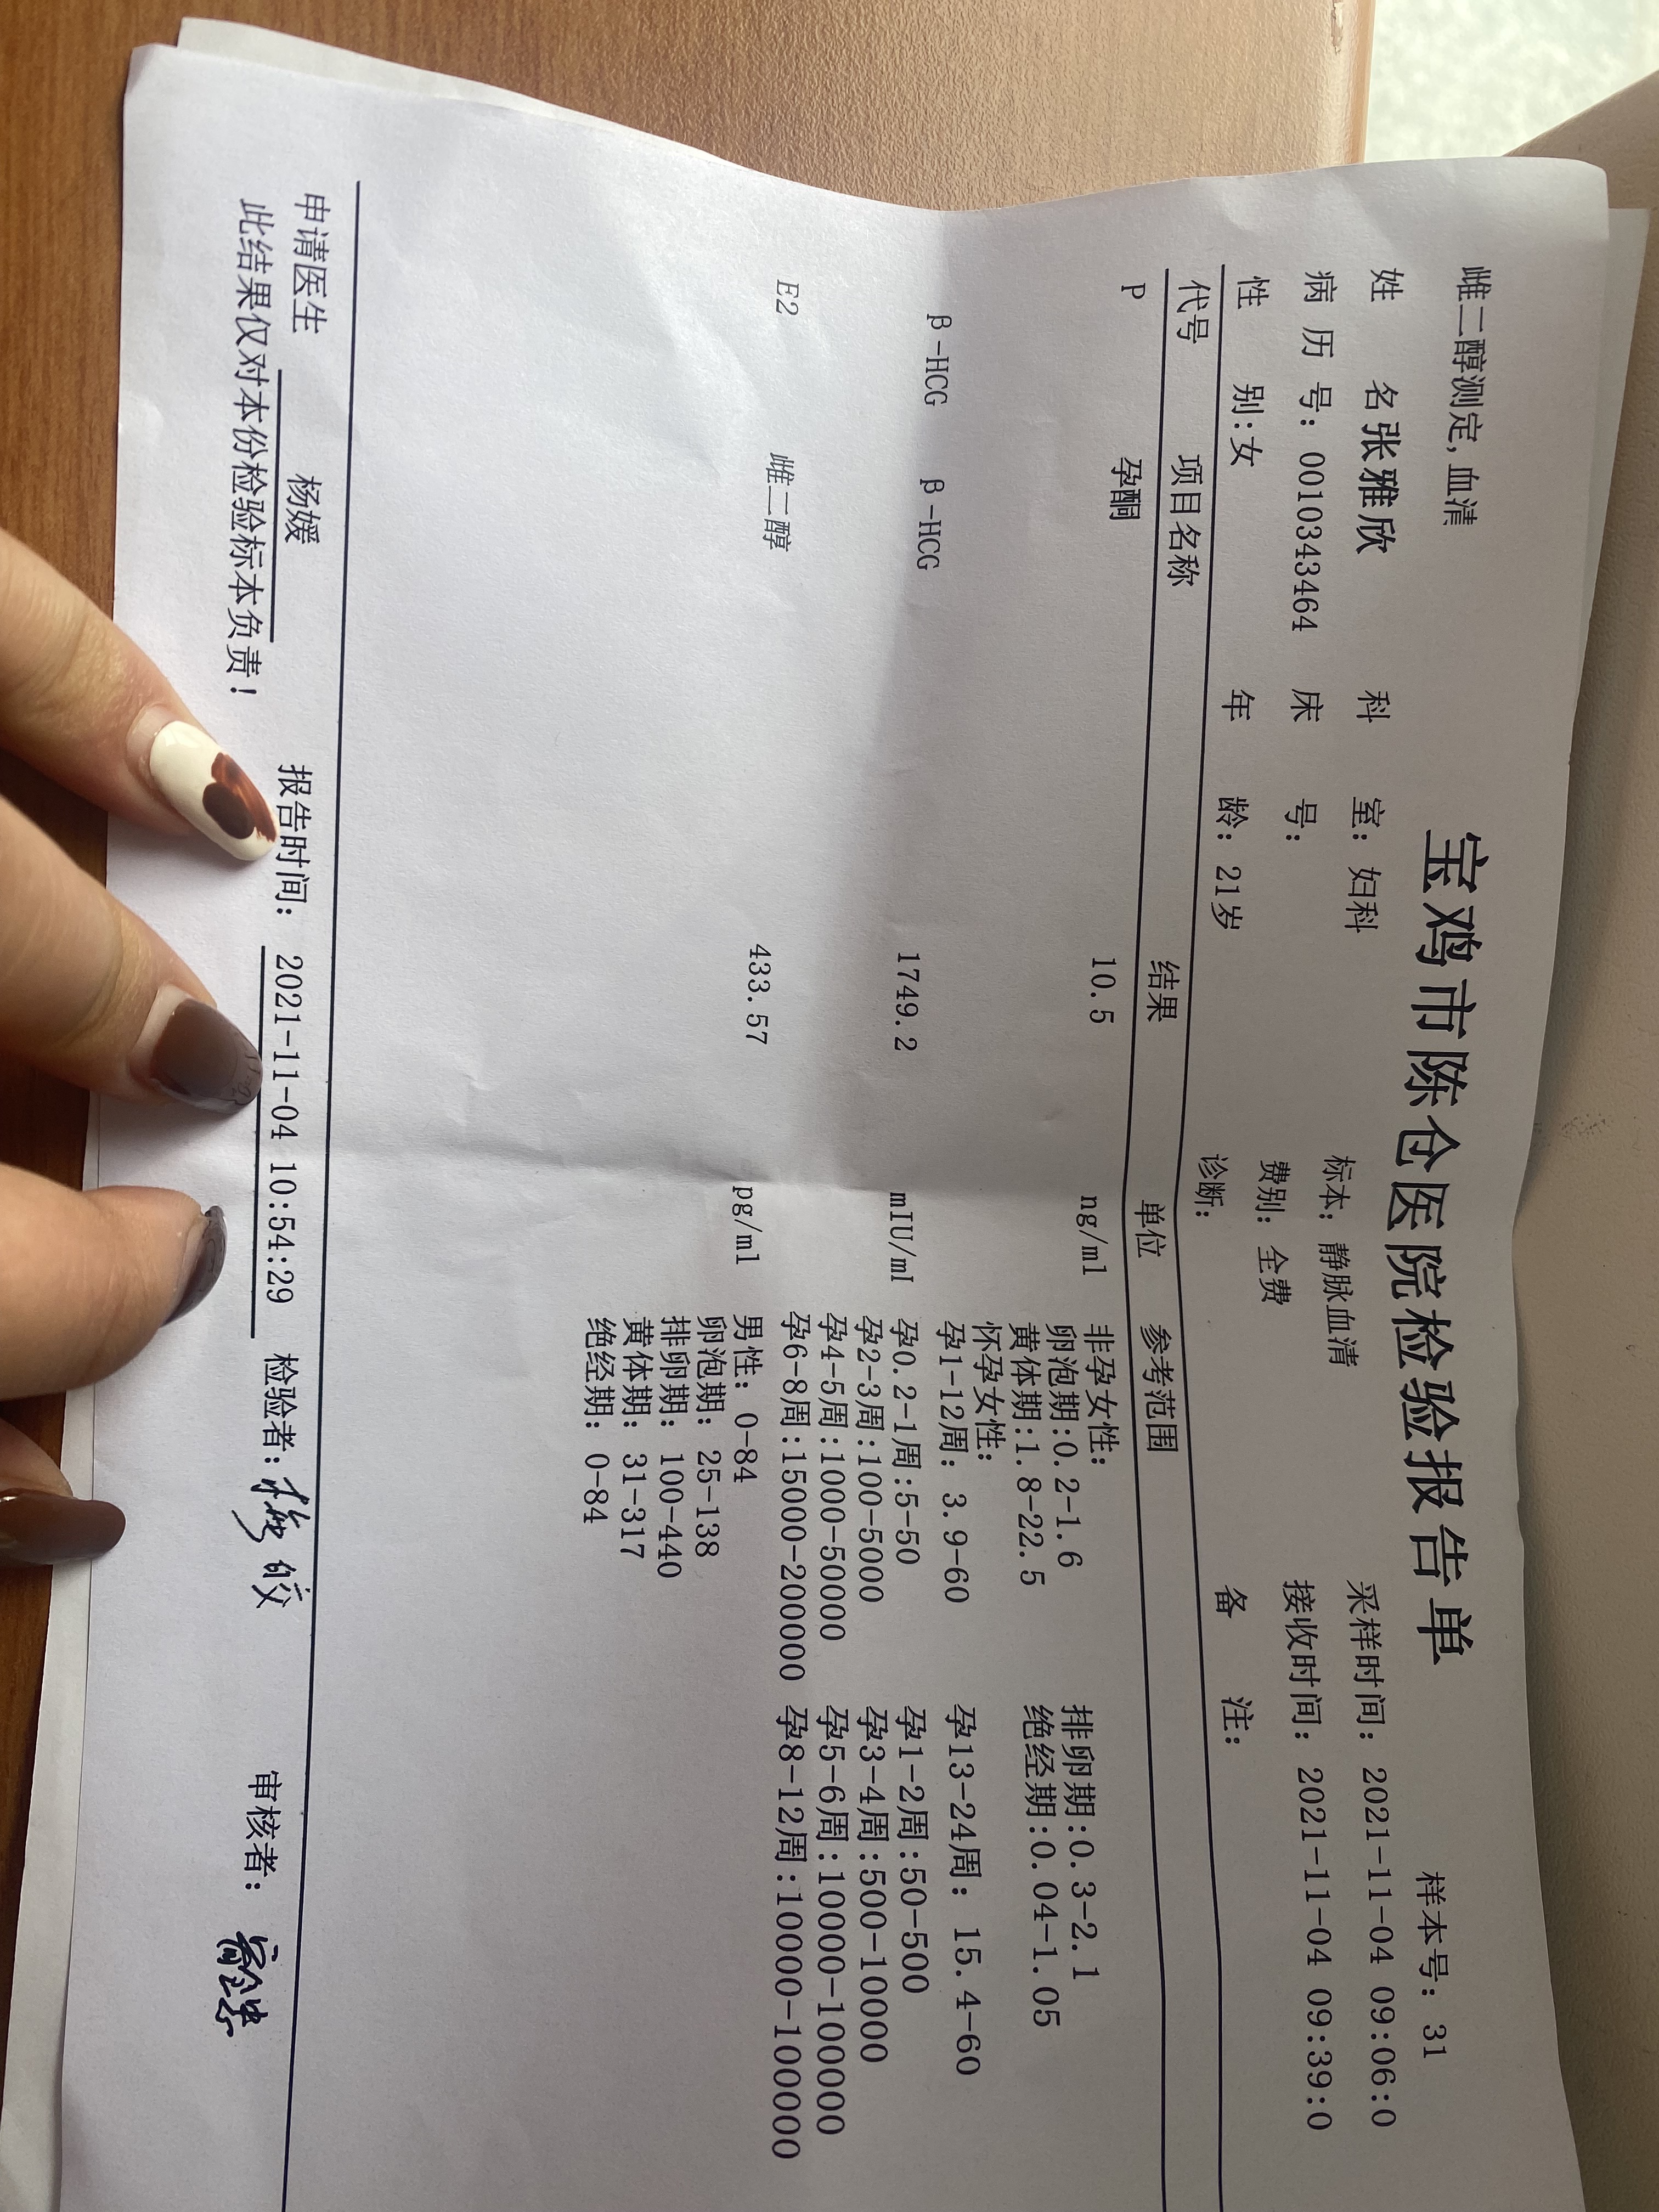 宝鸡市陈仓医院检验报告单
雌二醇测定,血清 样本号: 31
姓 名张雅欣 科 室: 妇科 标本: 静脉血清 采样时间: 2021-11-04 09:06:0
病 历 号: 0010343464 床 号: 费别: 全费 接收时间: 2021-11-04 09:39:0
性 别:女 年 龄: 21岁 诊断: 备 注:
代号 项目名称 结果 单位 参考范围
P 孕酮 10.5 ng/ml 非孕女性:
卵泡期:0.2-1.6 排卵期:0.3-2.1
黄体期:1.8-22.5 绝经期:0.04-1.05
怀孕女性:
孕1-12周: 3.9-60 孕13-24周: 15.4-60
β-HCG β-HCG 1749.2 mIU/ml 孕0.2-1周:5-50 孕1-2周:50-500
孕2-3周:100-5000 孕3-4周:500-10000
孕4-5周:1000-50000 孕5-6周:10000-100000
孕6-8周:15000-200000 孕8-12周:10000-100000
E2 雌二醇 433.57 pg/ml 男性: 0-84
卵泡期: 25-138
排卵期: 100-440
黄体期: 31-317
绝经期: 0-84
申请医生 杨媛 报告时间: 2021-11-04 10:54:29 检验者: 审核者:
此结果仅对本份检验标本负责!